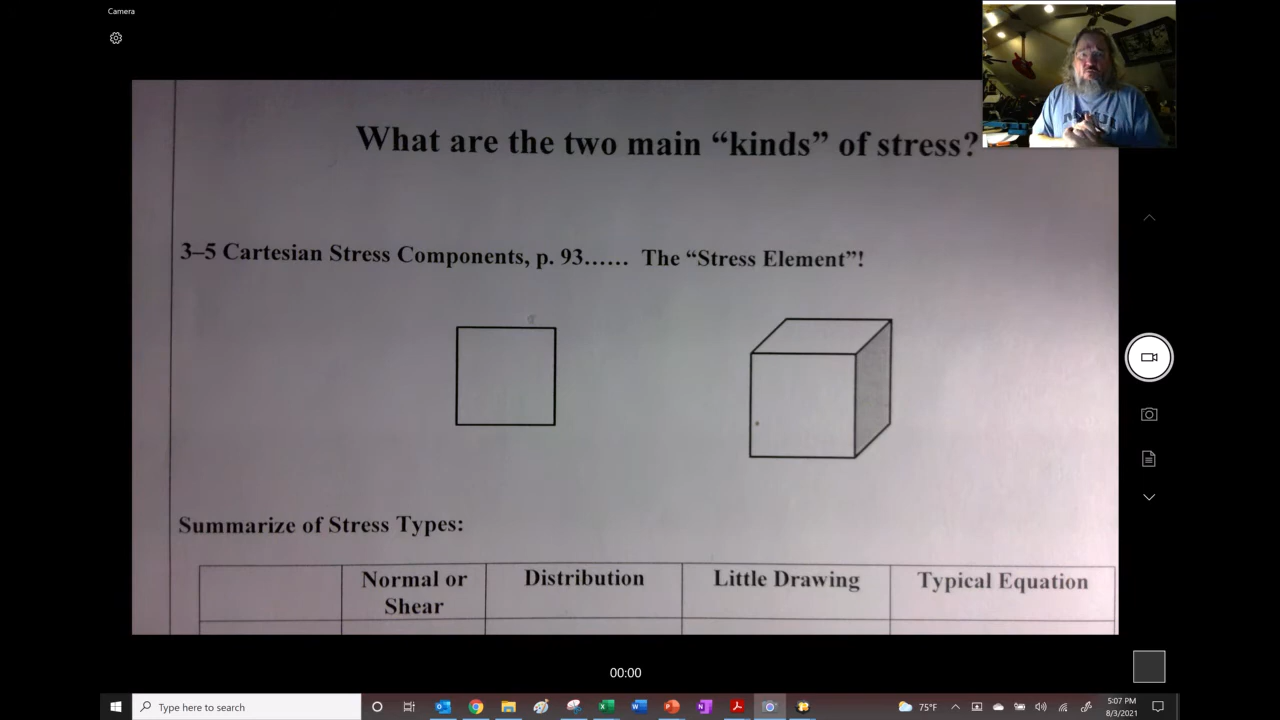 Camera
What are the two main “kinds” of stress?
3–5 Cartesian Stress Components, p. 93…… The “Stress Element”!
Summarize of Stress Types:
Normal or Shear
Distribution
Little Drawing
Typical Equation
00:00
Type here to search
75°F
5:07 PM
8/3/2021